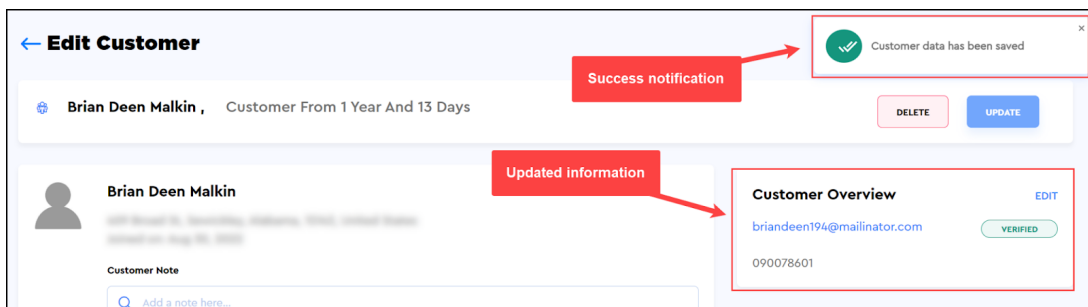 Edit Customer
Customer data has been saved
×
Success notification
Brian Deen Malkin , Customer From 1 Year And 13 Days
DELETE
UPDATE
Updated information
Brian Deen Malkin
Customer Note
Add a note here...
Customer Overview
EDIT
briandeen194@mailinator.com
VERIFIED
090078601